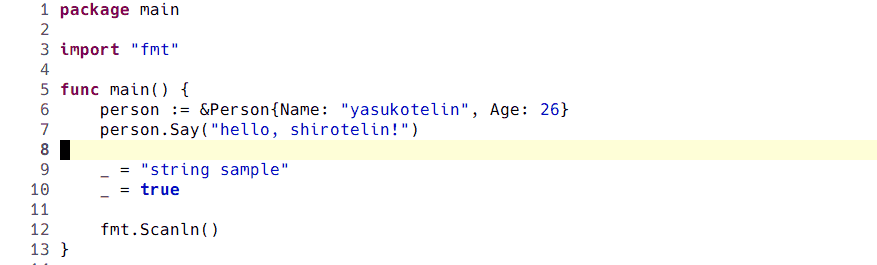 1 package main
2
3 import "fmt"
4
5 func main() {
6     person := &Person{Name: "yasukotelin", Age: 26}
7     person.Say("hello, shirotelin!")
8
9     _ = "string sample"
10     _ = true
11
12     fmt.Scanln()
13 }